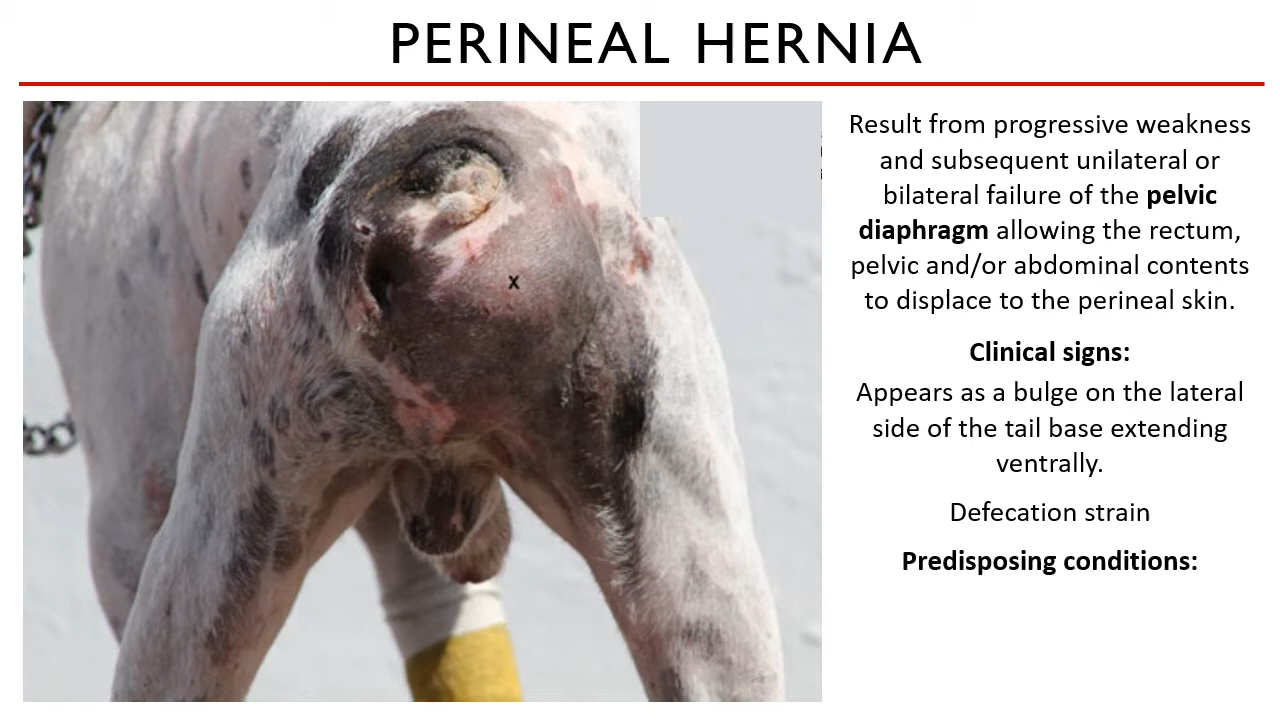 PERINEAL HERNIA
x
Result from progressive weakness
and subsequent unilateral or
bilateral failure of the pelvic
diaphragm allowing the rectum,
pelvic and/or abdominal contents
to displace to the perineal skin.
Clinical signs:
Appears as a bulge on the lateral
side of the tail base extending
ventrally.
Defecation strain
Predisposing conditions: